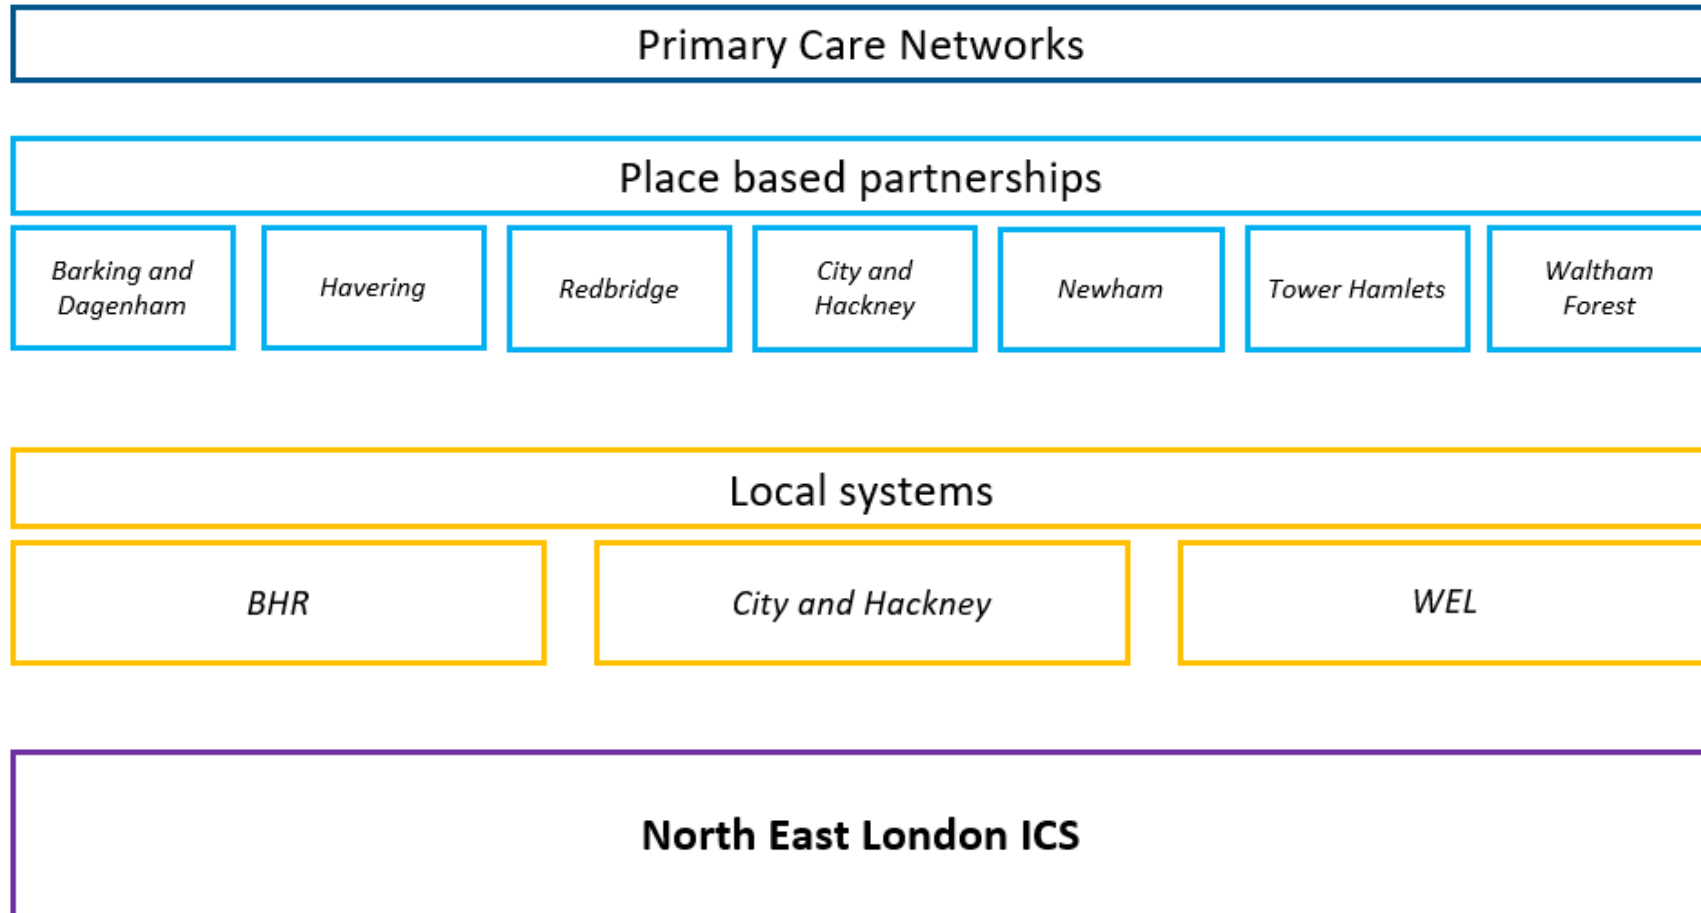 Primary Care Networks
Place based partnerships
Barking and
Dagenham
Havering
Redbridge
City and
Hackney
Newham
Tower Hamlets
Waltham
Forest
Local systems
BHR
City and Hackney
WEL
North East London ICS